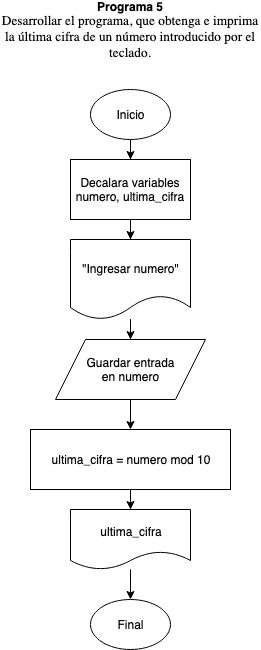 Programa 5
Desarrollar el programa, que obtenga e imprima
la última cifra de un número introducido por el
teclado.
Inicio
Decalara variables
numero, ultima_cifra
"Ingresar numero"
Guardar entrada
en numero
ultima_cifra = numero mod 10
ultima_cifra
Final